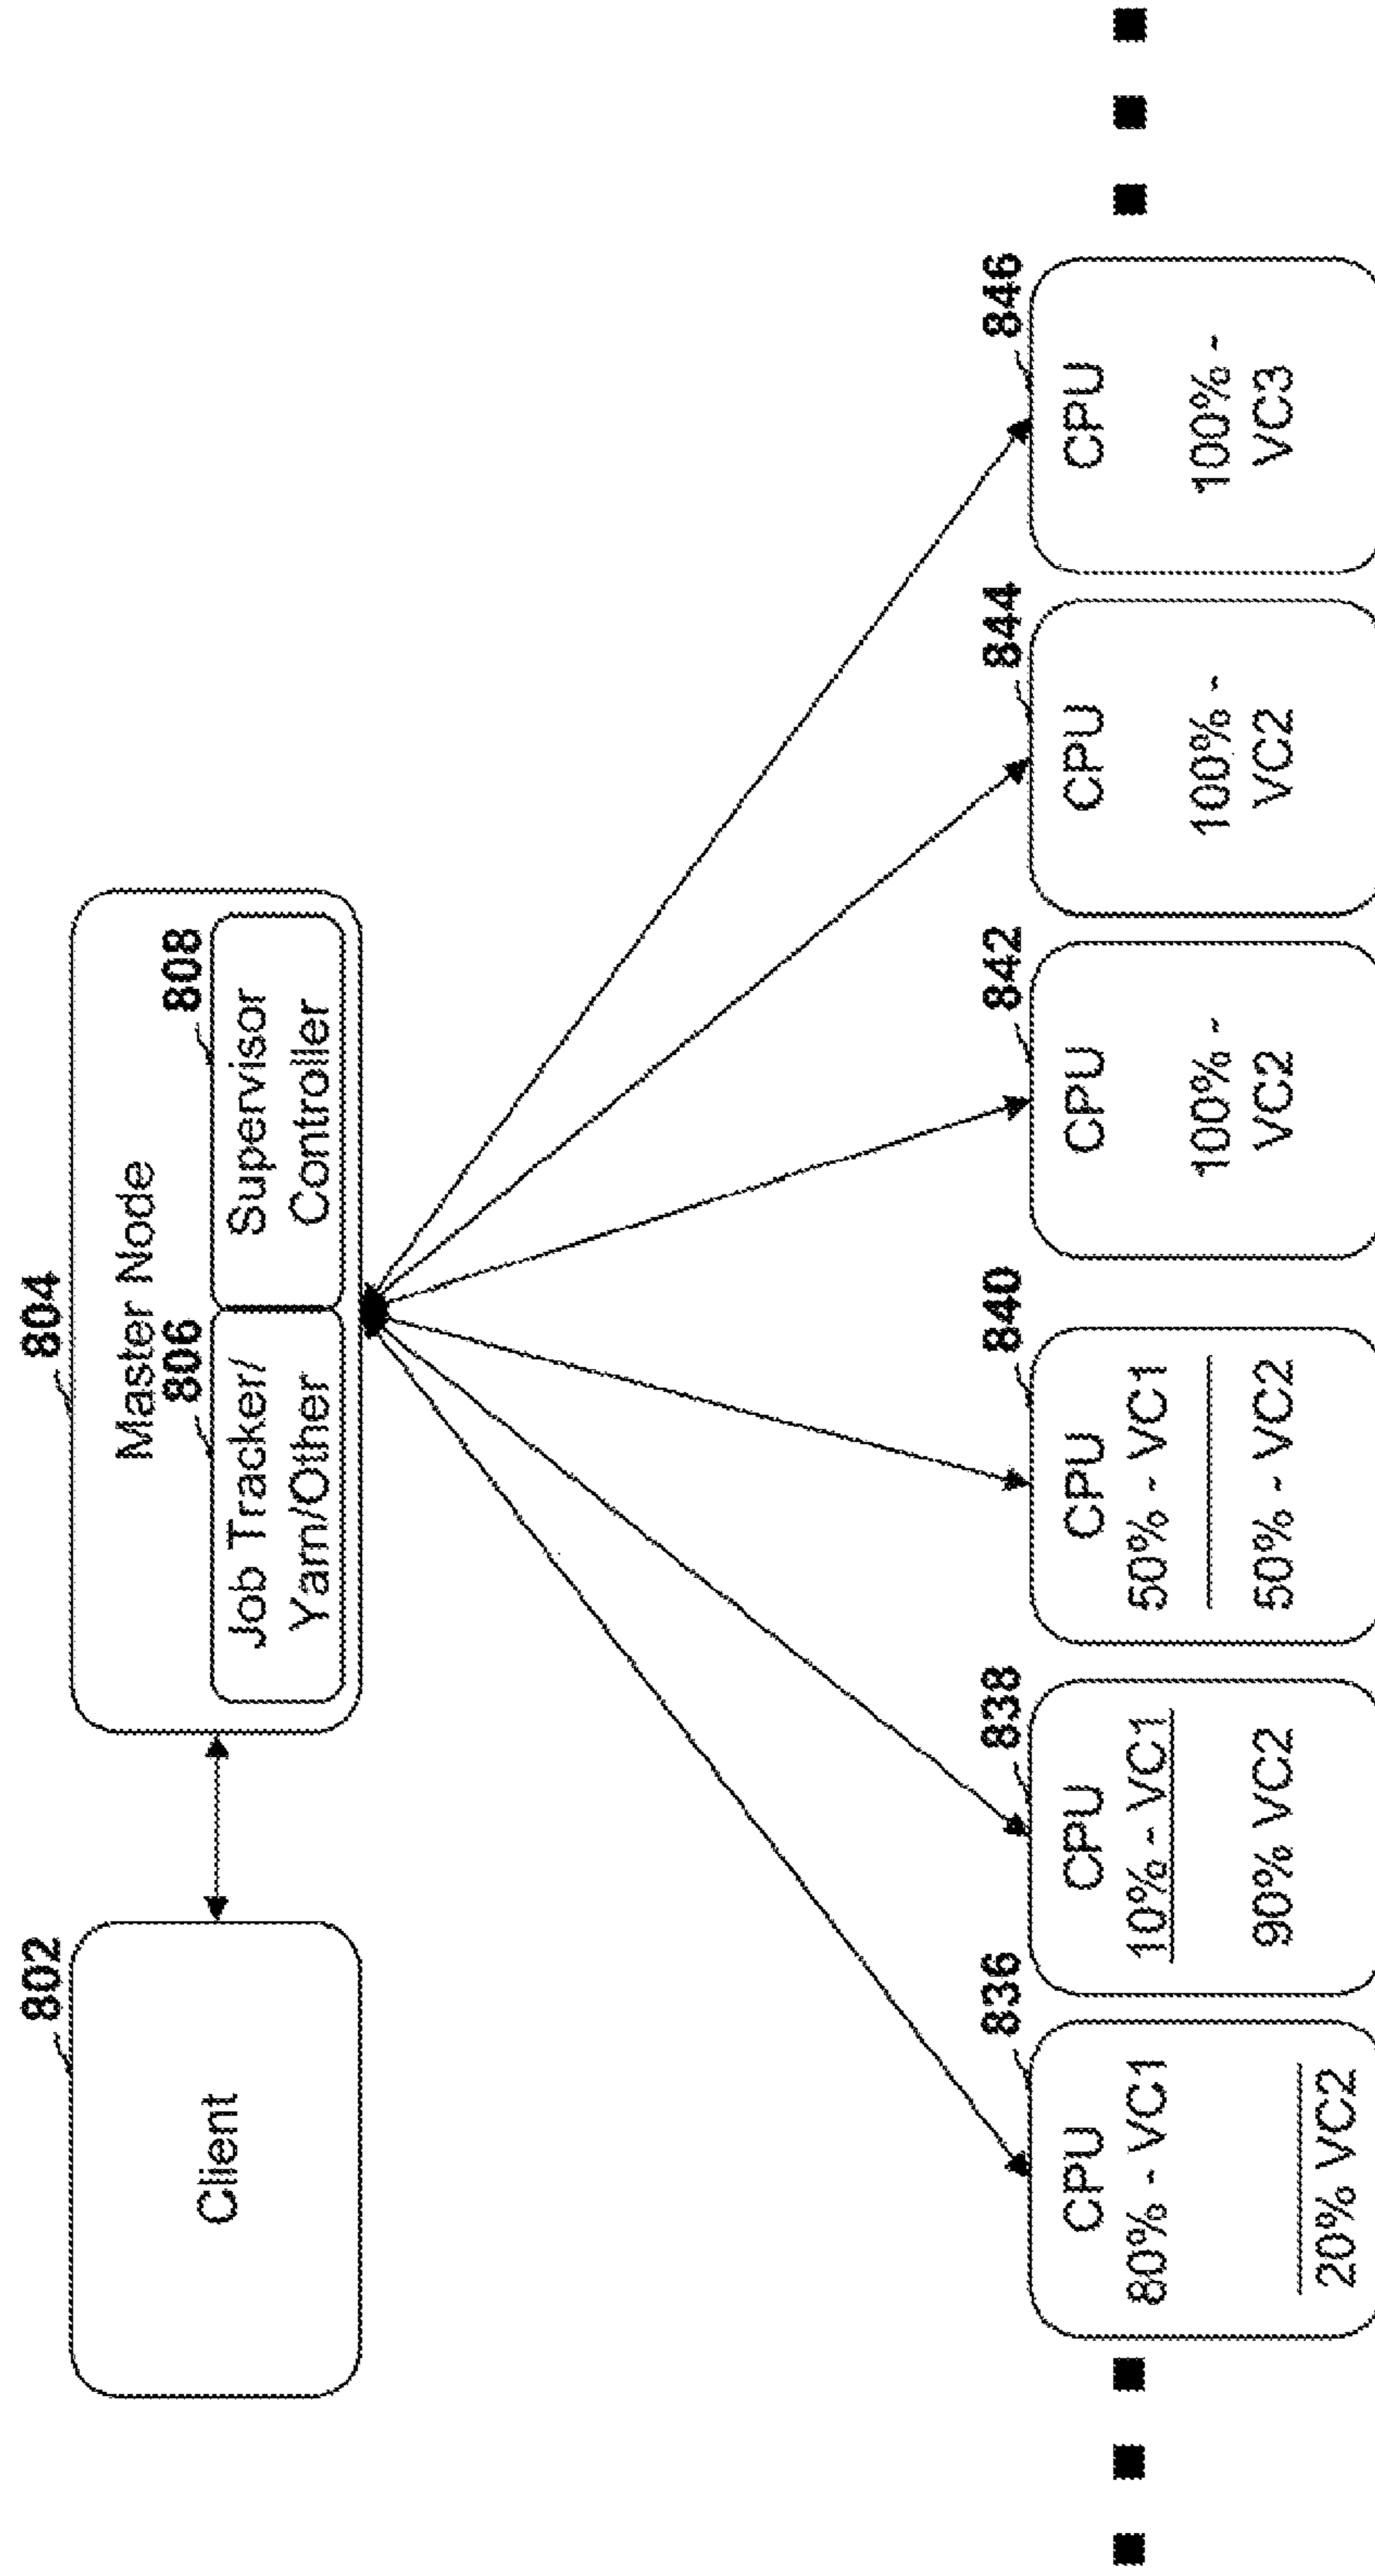 802
Client
804
Master Node
806
Job Tracker/
Yarn/Other
808
Supervisor
Controller
836
CPU
80% - VC1
20% VC2
838
CPU
10% - VC1
90% VC2
840
CPU
50% - VC1
50% - VC2
842
CPU
100% -
VC2
844
CPU
100% -
VC2
846
CPU
100% -
VC3